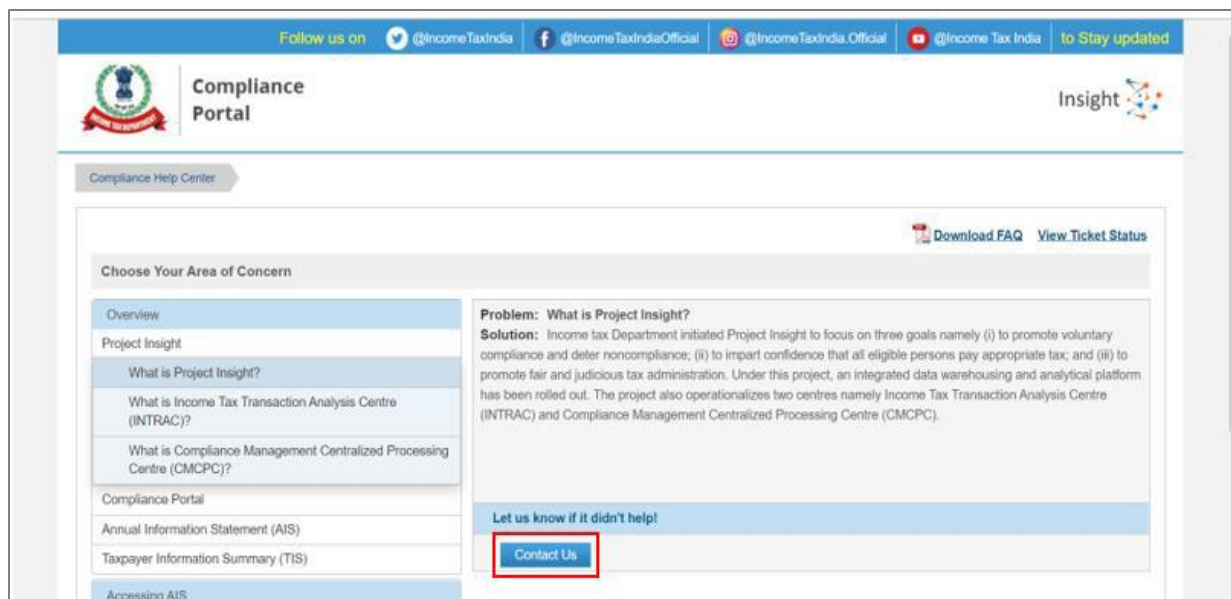 Follow us on @IncomeTaxIndia @IncomeTaxIndiaOfficial @IncomeTaxIndia.Official @Income Tax India to Stay updated
INCOME TAX DEPARTMENT
Compliance
Portal
Insight
Compliance Help Center
Download FAQ View Ticket Status
Choose Your Area of Concern
Overview
Project Insight
What is Project Insight?
What is Income Tax Transaction Analysis Centre
(INTRAC)?
What is Compliance Management Centralized Processing
Centre (CMCPC)?
Compliance Portal
Annual Information Statement (AIS)
Taxpayer Information Summary (TIS)
Accessing AIS
Problem: What is Project Insight?
Solution: Income tax Department initiated Project Insight to focus on three goals namely (i) to promote voluntary
compliance and deter noncompliance; (ii) to impart confidence that all eligible persons pay appropriate tax; and (iii) to
promote fair and judicious tax administration. Under this project, an integrated data warehousing and analytical platform
has been rolled out. The project also operationalizes two centres namely Income Tax Transaction Analysis Centre
(INTRAC) and Compliance Management Centralized Processing Centre (CMCPC).
Let us know if it didn't help!
Contact Us